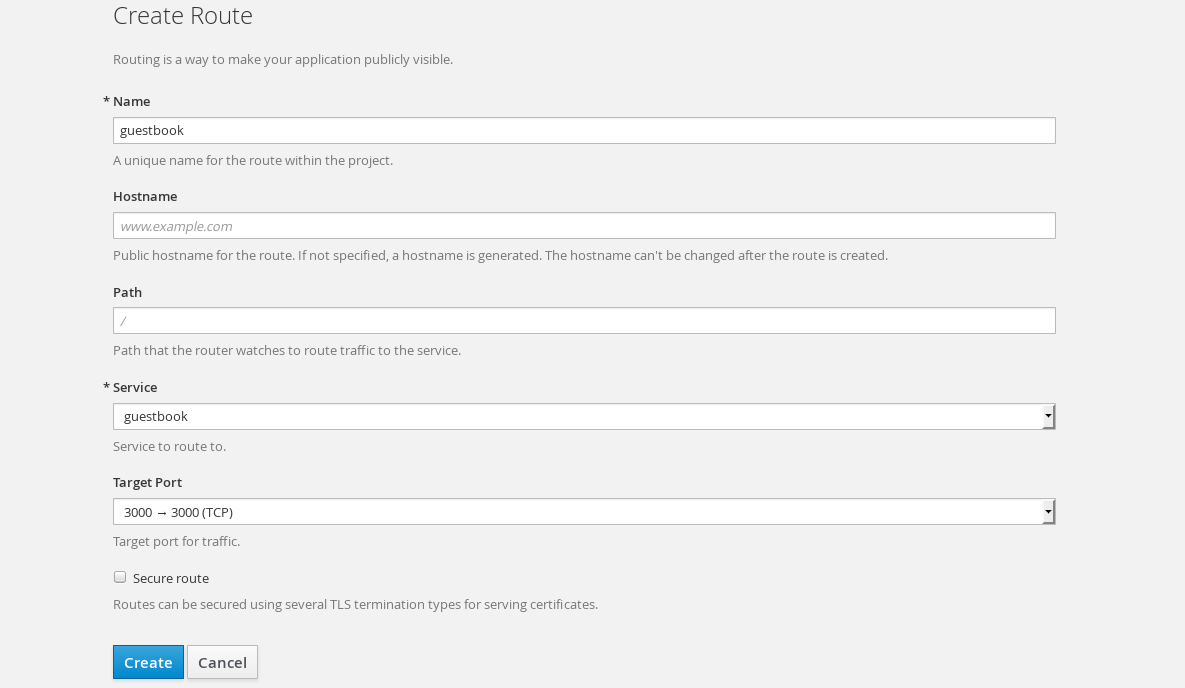 Create Route
Routing is a way to make your application publicly visible.
* Name
guestbook
A unique name for the route within the project.
Hostname
www.example.com
Public hostname for the route. If not specified, a hostname is generated. The hostname can't be changed after the route is created.
Path
/
Path that the router watches to route traffic to the service.
* Service
guestbook
Service to route to.
Target Port
3000 → 3000 (TCP)
Target port for traffic.
Secure route
Routes can be secured using several TLS termination types for serving certificates.
Create Cancel